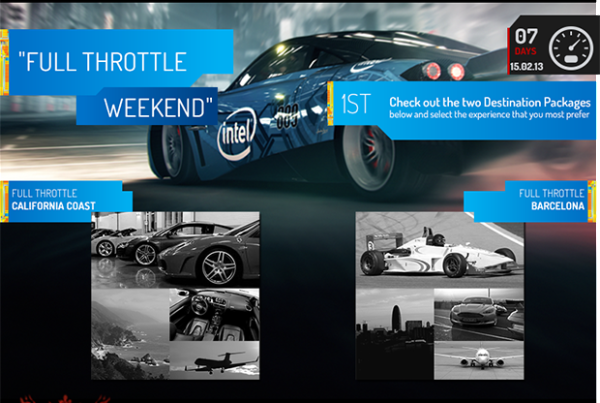 "FULL THROTTLE
WEEKEND"
07
DAYS
15.02.13
1ST
Check out the two Destination Packages
below and select the experience that you most prefer
intel
FULL THROTTLE
CALIFORNIA COAST
FULL THROTTLE
BARCELONA